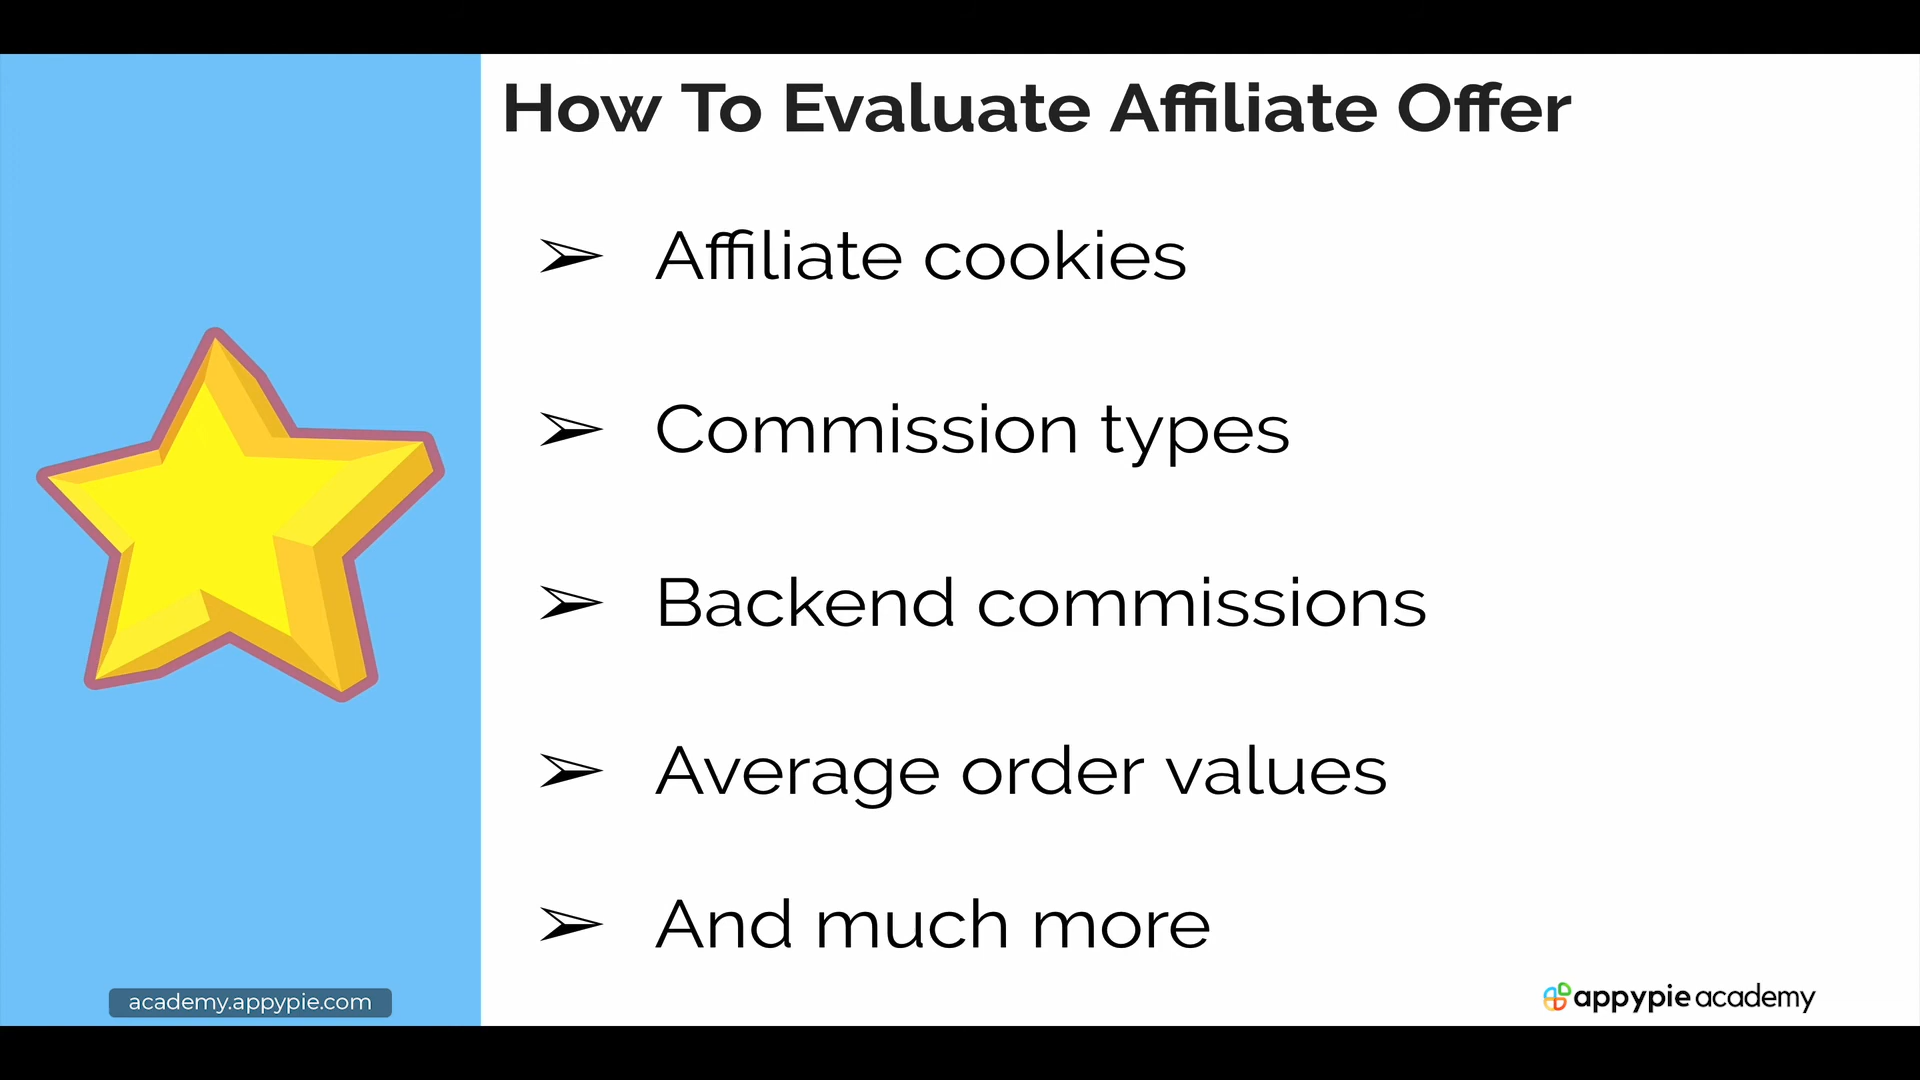 How To Evaluate Affiliate Offer
➢ Affiliate cookies
➢ Commission types
➢ Backend commissions
➢ Average order values
➢ And much more
academy.appypie.com
appypie academy